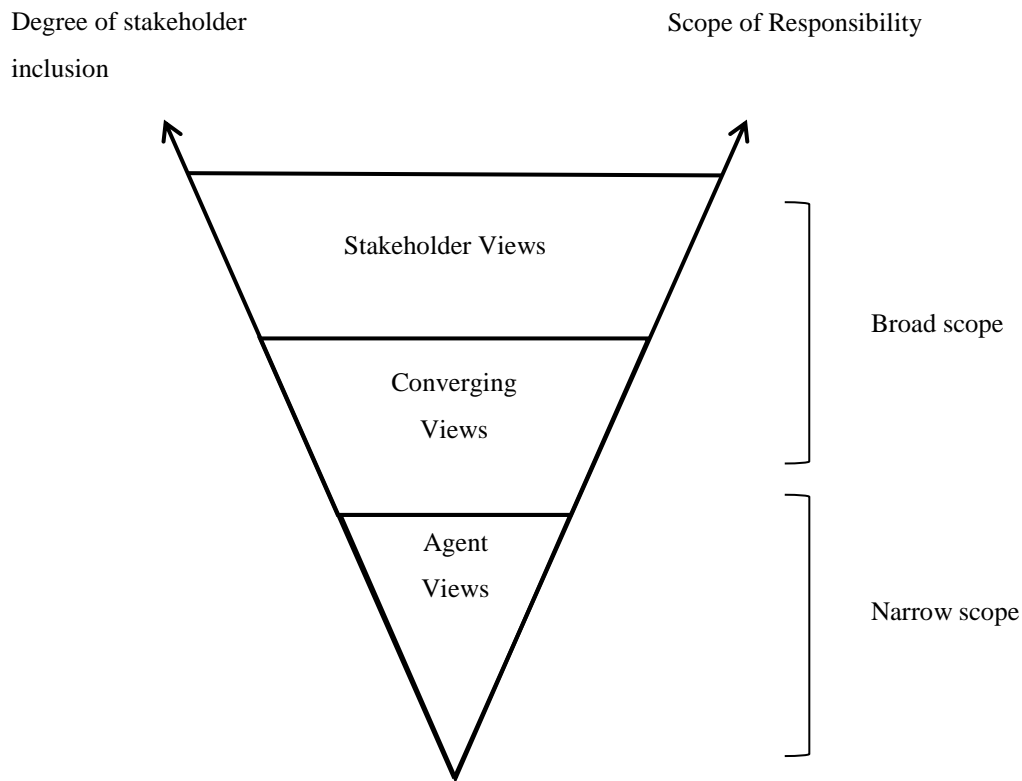 Degree of stakeholder
inclusion
Scope of Responsibility
Stakeholder Views
Broad scope
Converging
Views
Agent
Views
Narrow scope